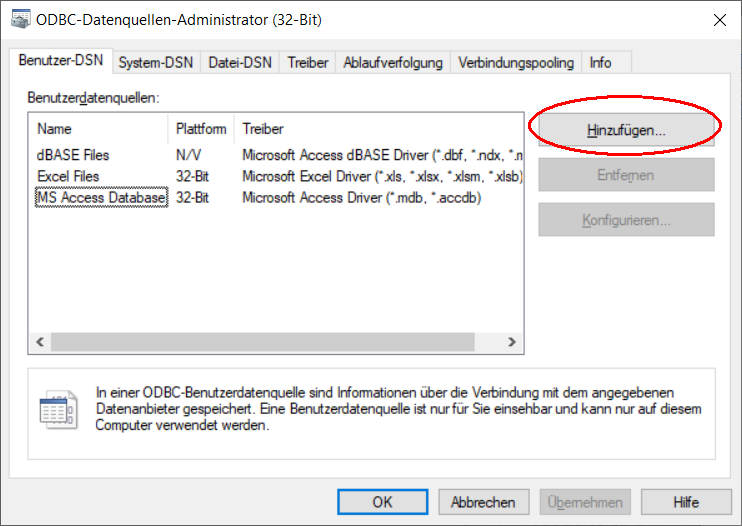 ODBC-Datenquellen-Administrator (32-Bit)
Benutzer-DSN System-DSN Datei-DSN Treiber Ablaufverfolgung Verbindungspooling Info
Benutzerdatenquellen:
Name Plattform Treiber
dBASE Files N/V Microsoft Access dBASE Driver (*.dbf, *.ndx, *.n
Excel Files 32-Bit Microsoft Excel Driver (*.xls, *.xlsx, *.xlsm, *.xlsb)
MS Access Database 32-Bit Microsoft Access Driver (*.mdb, *.accdb)
Hinzufügen...
Entfernen
Konfigurieren...
In einer ODBC-Benutzerdatenquelle sind Informationen über die Verbindung mit dem angegebenen
Datenanbieter gespeichert. Eine Benutzerdatenquelle ist nur für Sie einsehbar und kann nur auf diesem
Computer verwendet werden.
OK Abbrechen Übernehmen Hilfe